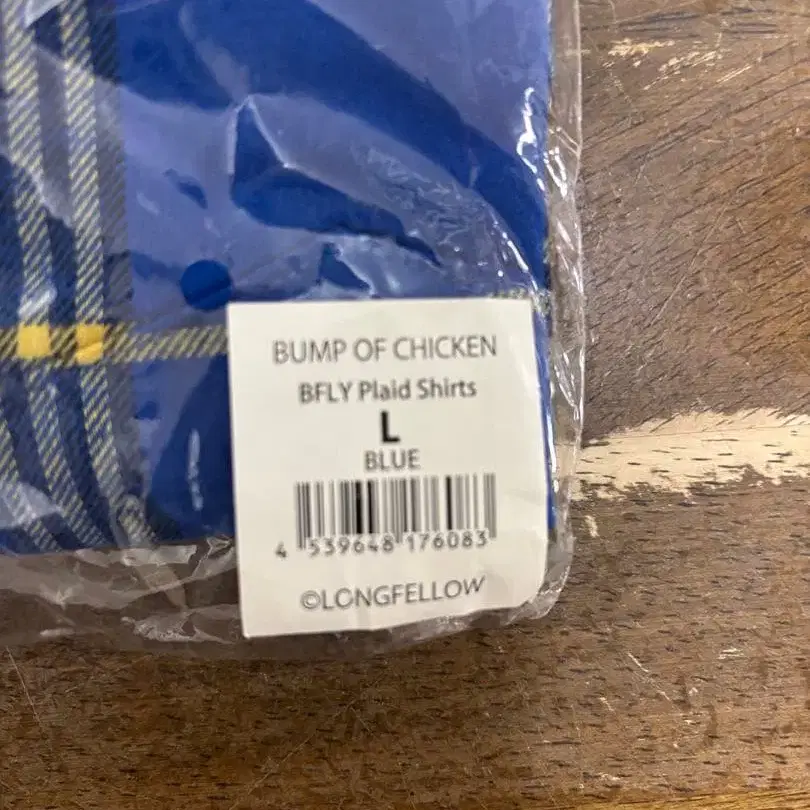 BUMP OF CHICKEN
BFLY Plaid Shirts
L
BLUE
4 539648 176083
©LONGFELLOW